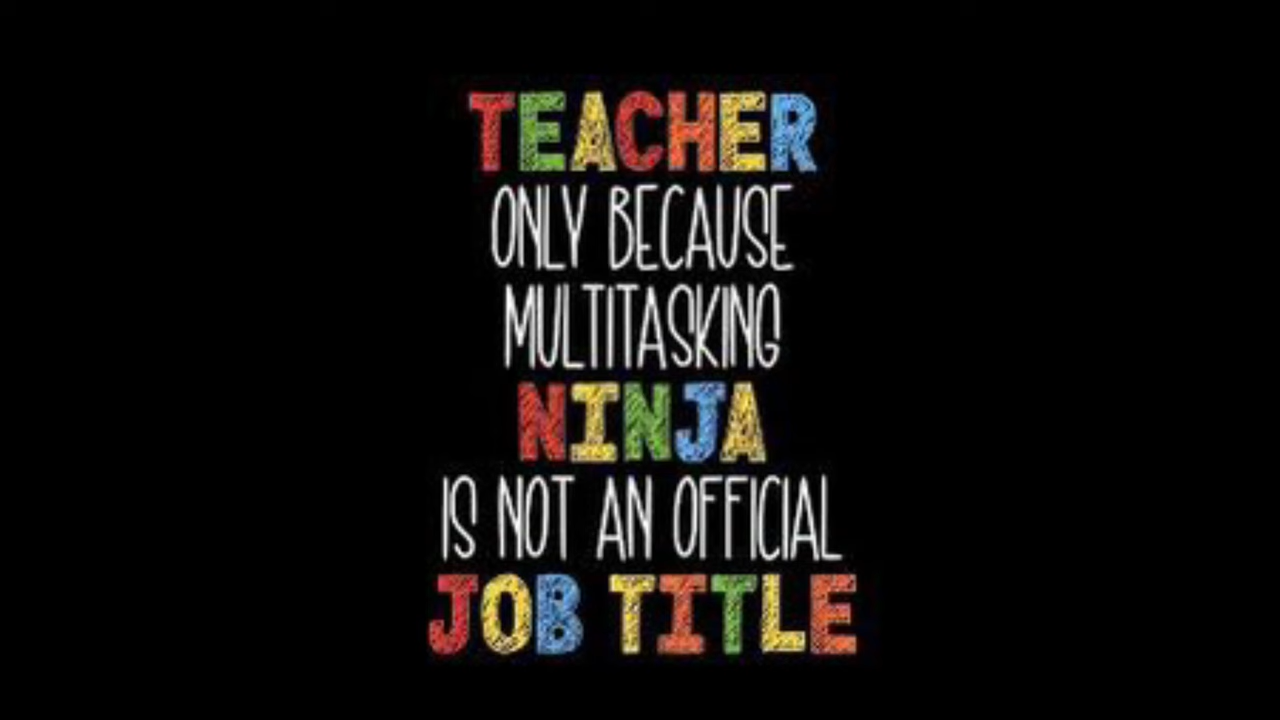 TEACHER
ONLY BECAUSE
MULTITASKING
NINJA
IS NOT AN OFFICIAL
JOB TITLE